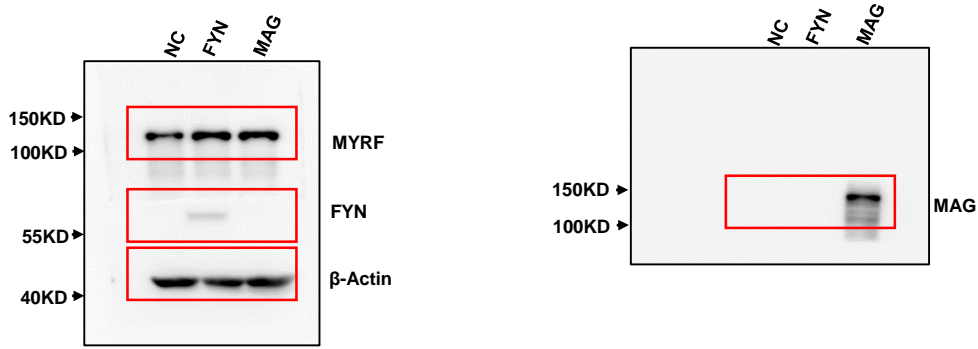 NC FYN MAG
150KD
100KD
MYRF
FYN
55KD
β-Actin
40KD
NC FYN MAG
150KD
100KD
MAG